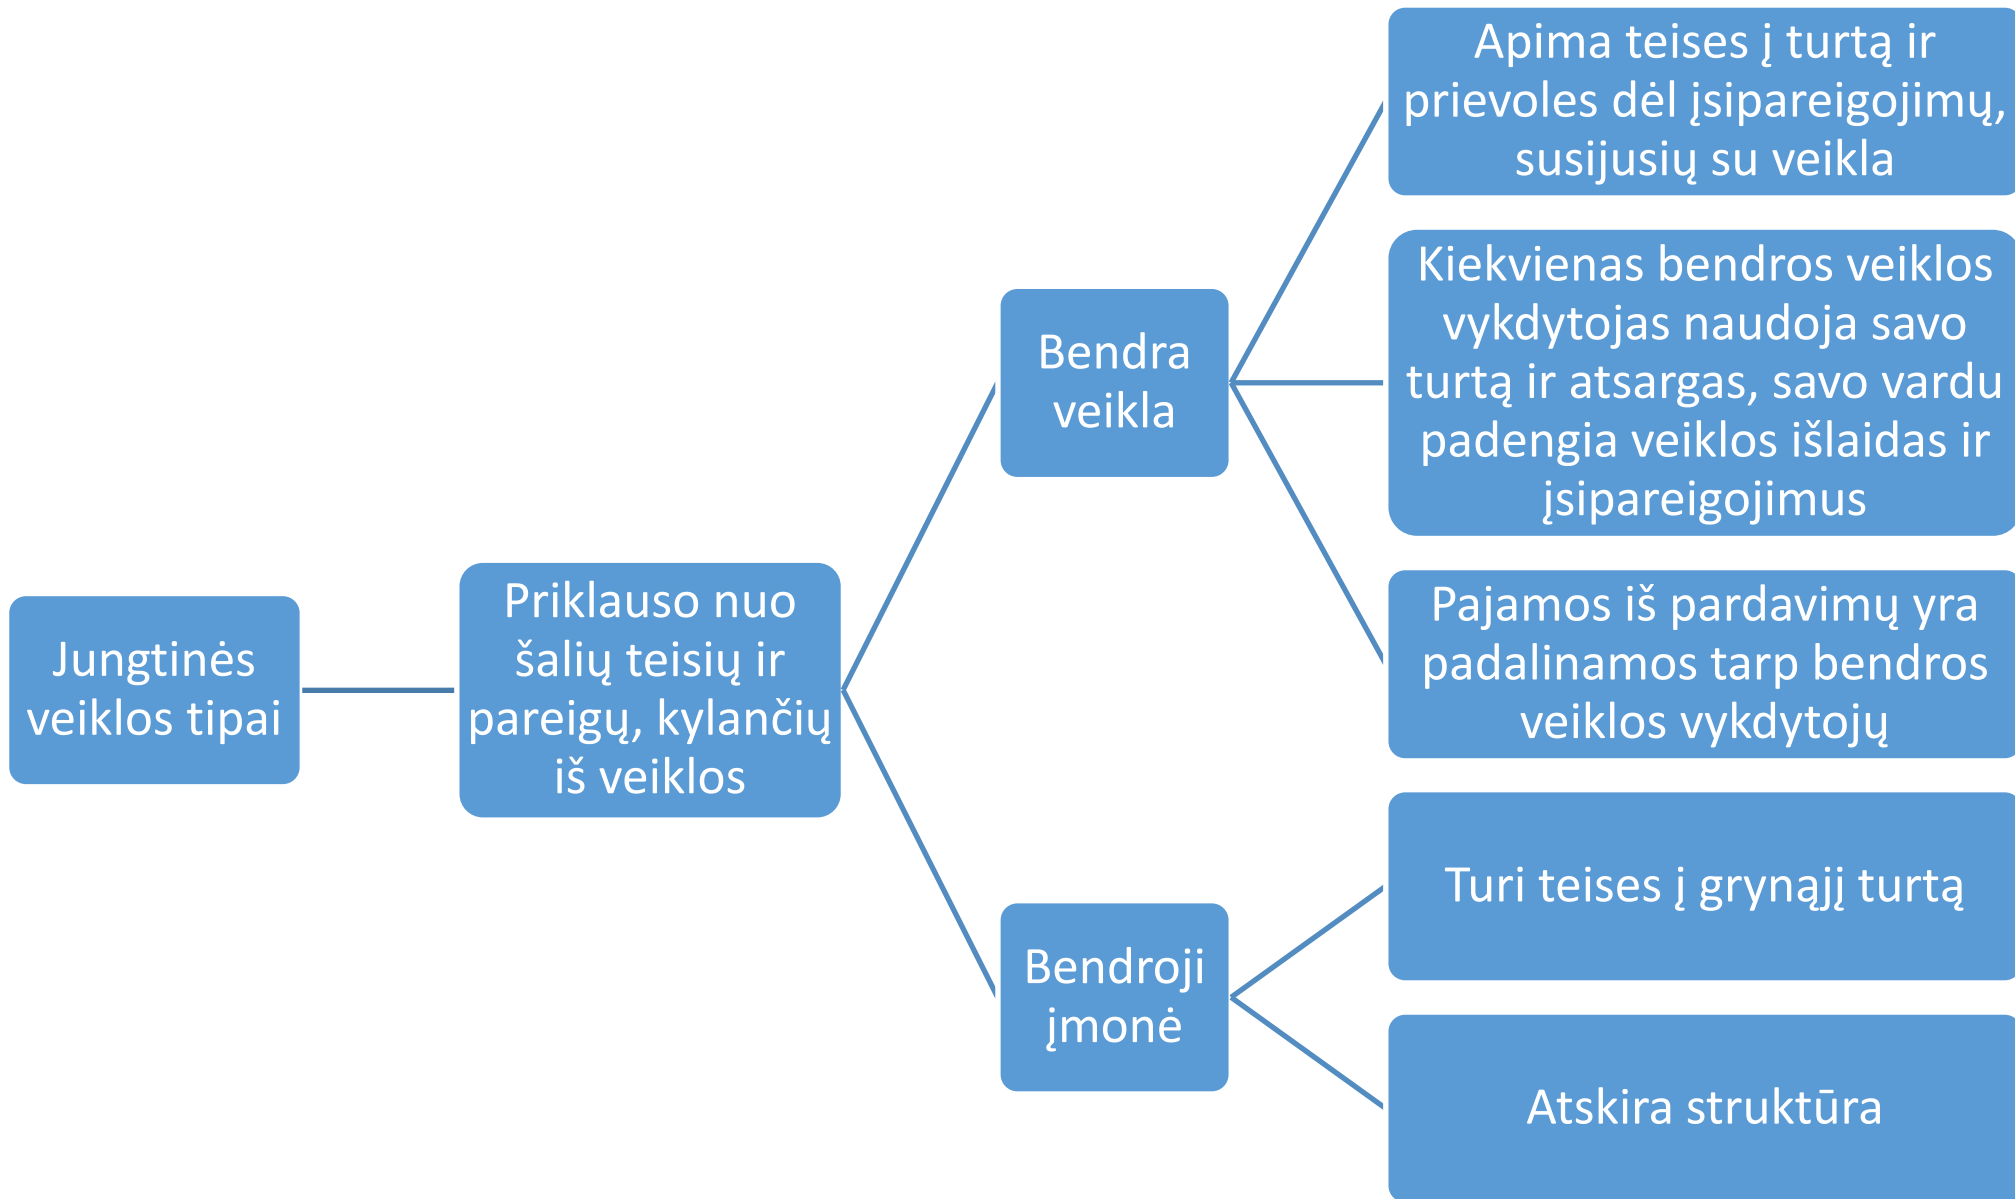 Jungtinės
veiklos tipai
Priklauso nuo
šalių teisių ir
pareigų, kylančių
iš veiklos
Bendra
veikla
Apima teises į turtą ir
prievoles dėl įsipareigojimų,
susijusių su veikla
Kiekvienas bendros veiklos
vykdytojas naudoja savo
turtą ir atsargas, savo vardu
padengia veiklos išlaidas ir
įsipareigojimus
Pajamos iš pardavimų yra
padalinamos tarp bendros
veiklos vykdytojų
Bendroji
įmonė
Turi teises į grynąjį turtą
Atskira struktūra